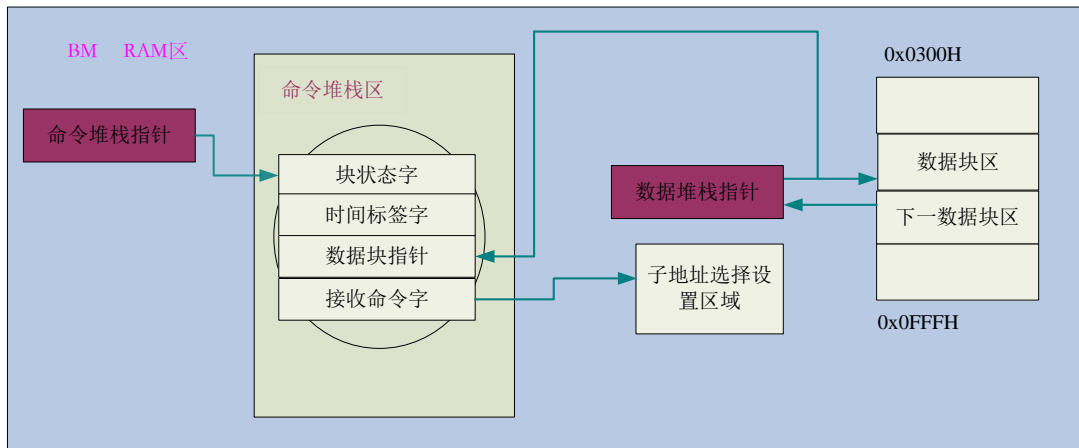 BM RAM区
命令堆栈指针
命令堆栈区
块状态字
时间标签字
数据块指针
接收命令字
数据堆栈指针
子地址选择设
置区域
0x0300H
数据块区
下一数据块区
0x0FFFH